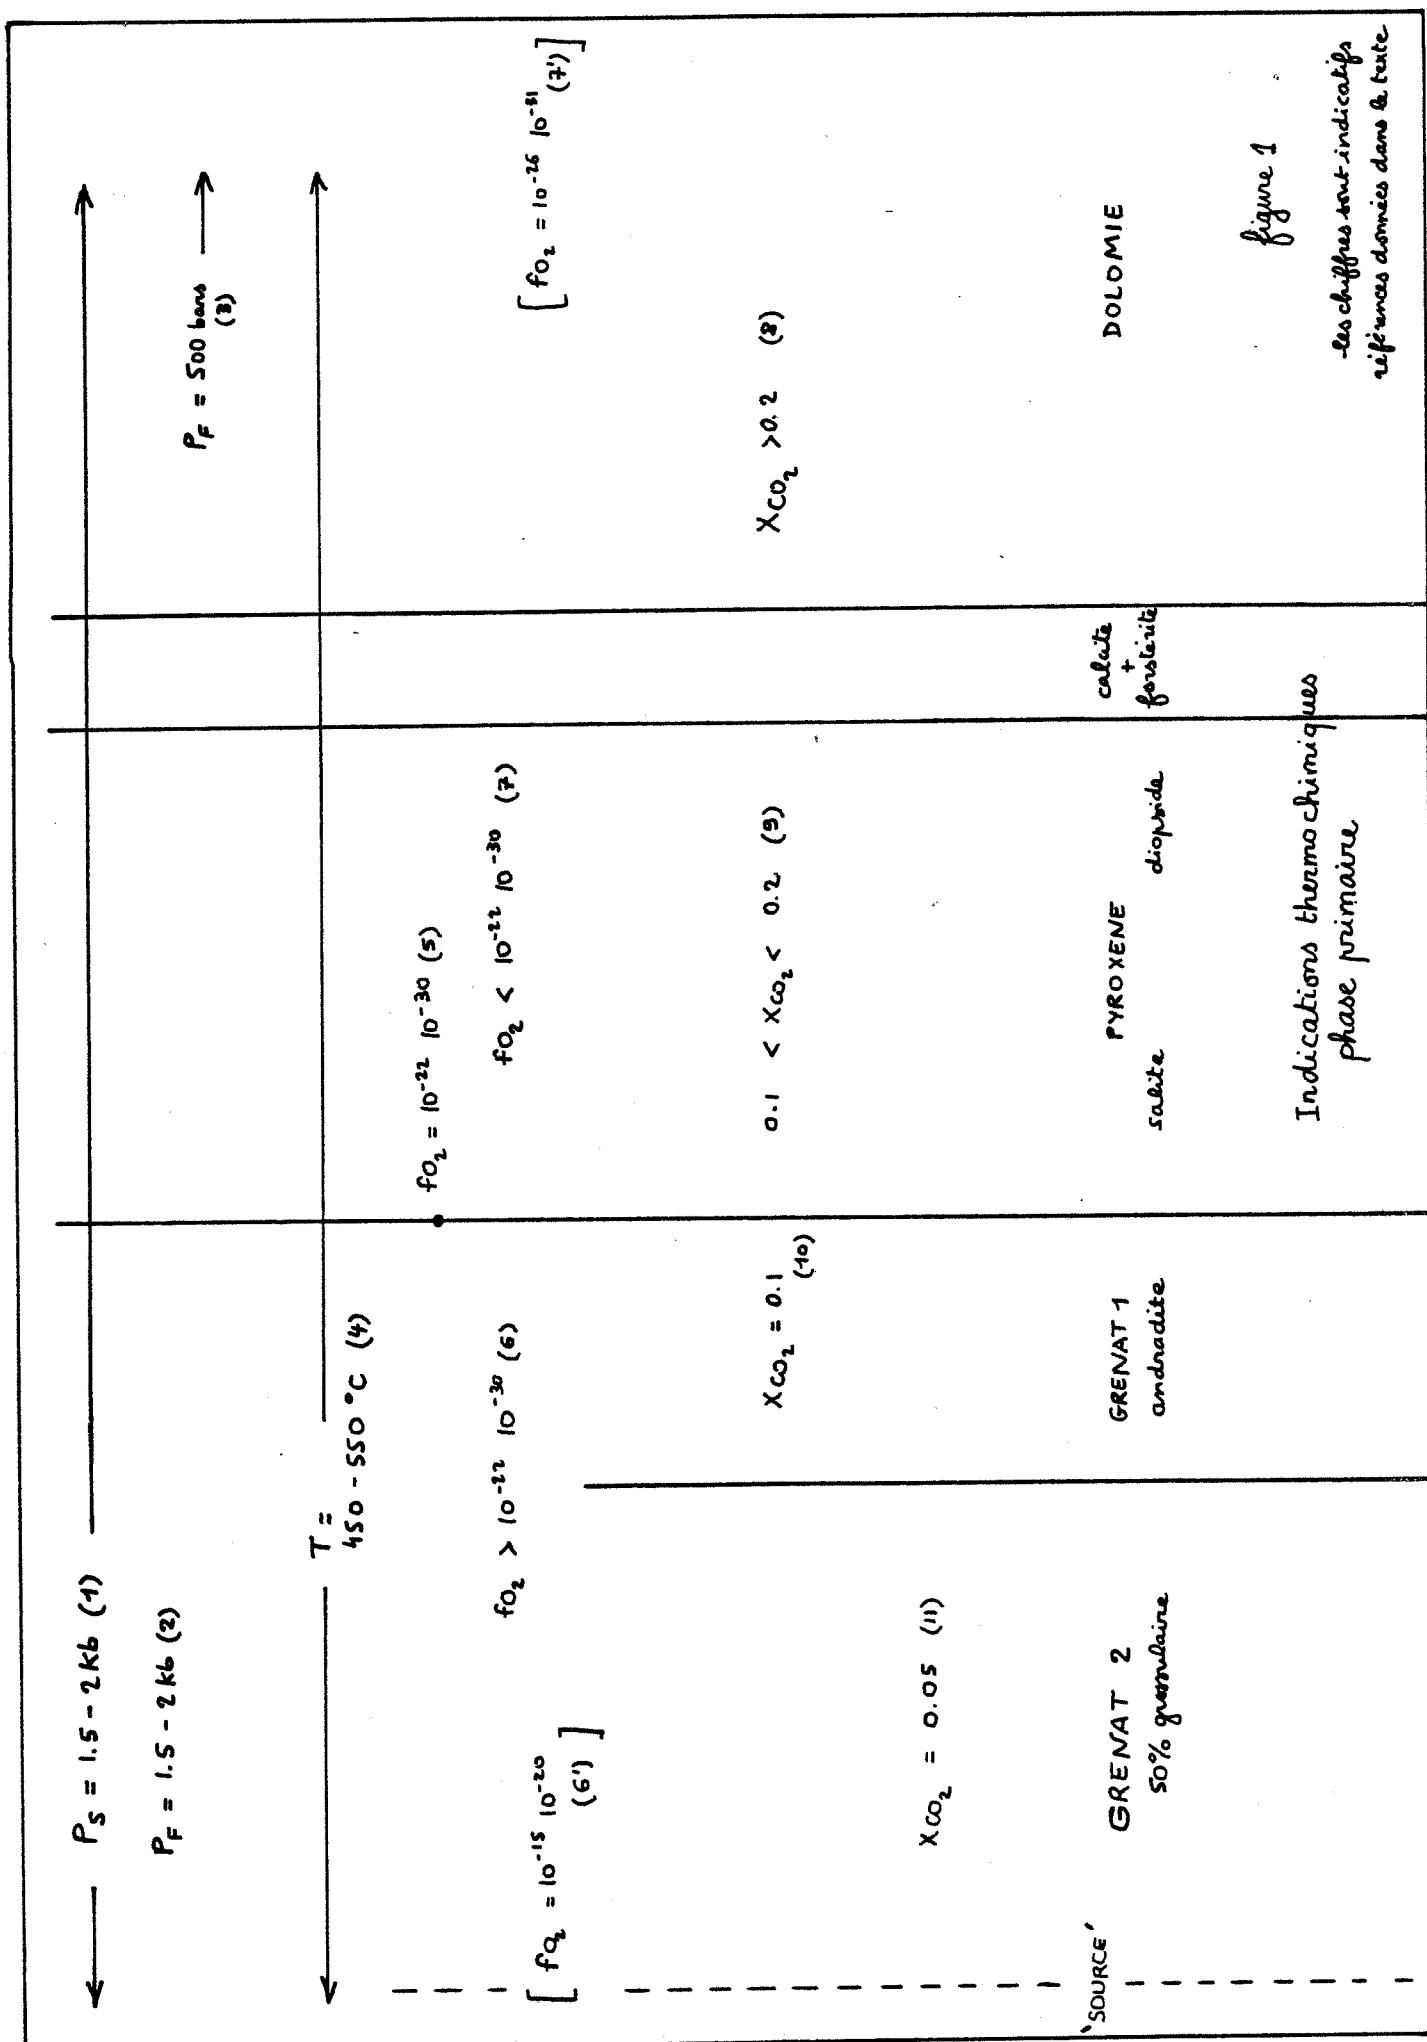 P_S = 1.5 - 2 Kb (1)
P_F = 1.5 - 2 Kb (2)
P_F = 500 bars
(3)
T =
450 - 550 °C (4)
fO₂ = 10⁻²² 10⁻³⁰ (5)
[ fO₂ = 10⁻¹⁵ 10⁻²⁰
(6') ]
fO₂ > 10⁻²² 10⁻³⁰ (6)
fO₂ < 10⁻²² 10⁻³⁰ (7)
[ fO₂ = 10⁻²⁶ 10⁻³¹
(7') ]
XCO₂ = 0.05 (11)
XCO₂ = 0.1
(10)
0.1 < XCO₂ < 0.2 (9)
XCO₂ > 0.2 (8)
'SOURCE'
GRENAT 2
50% grossulaire
GRENAT 1
andradite
PYROXENE
salite diopside
calcite
+
forstérite
DOLOMIE
Indications thermochimiques
phase primaire
figure 1
les chiffres sont indicatifs
références données dans le texte